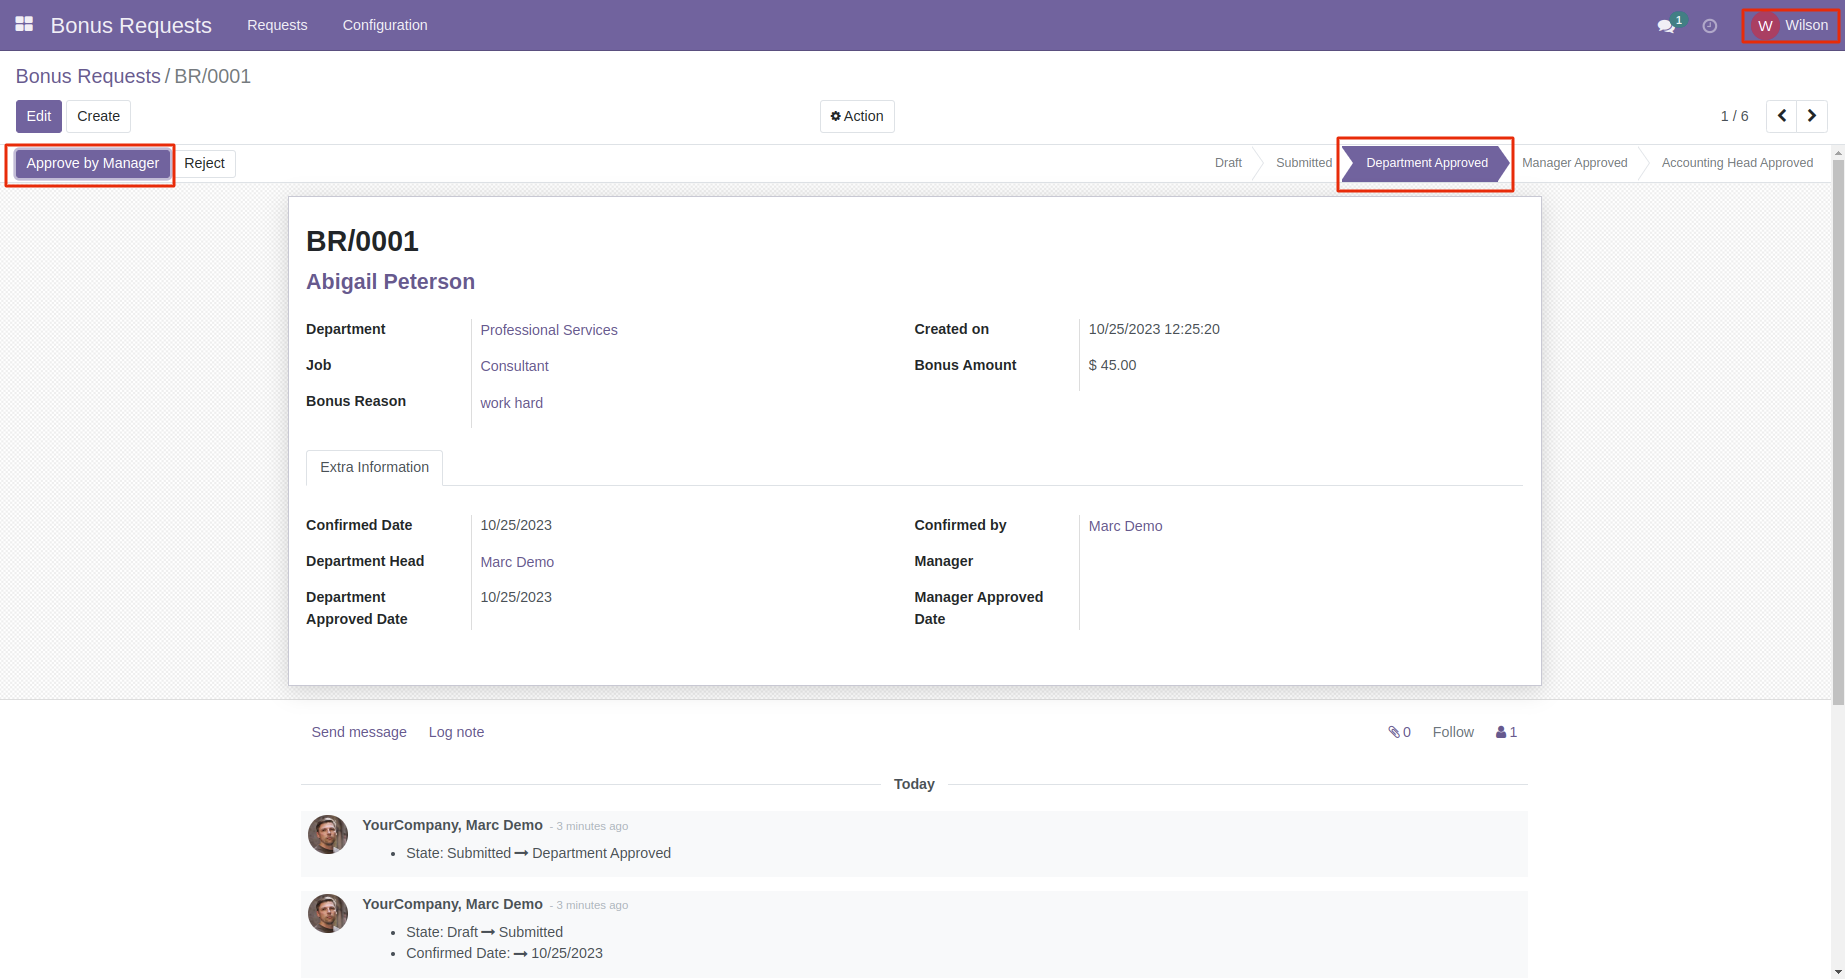 Bonus Requests Requests Configuration 1 W Wilson
Bonus Requests / BR/0001
Edit Create Action 1 / 6
Approve by Manager Reject Draft Submitted Department Approved Manager Approved Accounting Head Approved
BR/0001
Abigail Peterson
Department Professional Services Created on 10/25/2023 12:25:20
Job Consultant Bonus Amount $ 45.00
Bonus Reason work hard
Extra Information
Confirmed Date 10/25/2023 Confirmed by Marc Demo
Department Head Marc Demo Manager
Department Approved Date 10/25/2023 Manager Approved Date
Send message Log note 0 Follow 1
Today
YourCompany, Marc Demo - 3 minutes ago
• State: Submitted → Department Approved
YourCompany, Marc Demo - 3 minutes ago
• State: Draft → Submitted
• Confirmed Date: → 10/25/2023